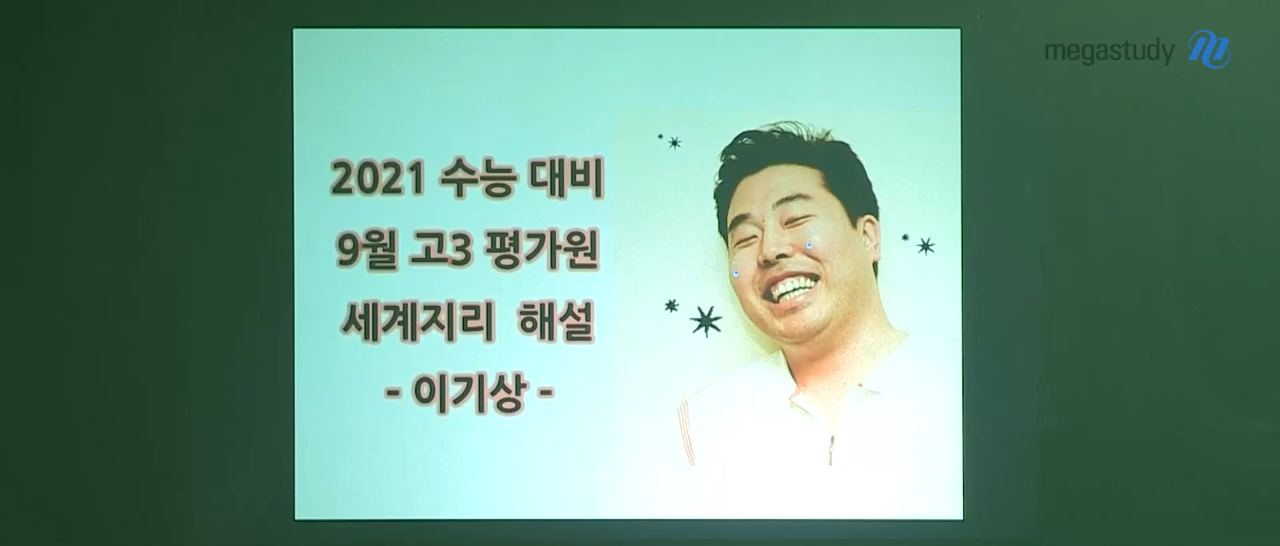 megastudy
2021 수능 대비
9월 고3 평가원
세계지리 해설
- 이기상 -